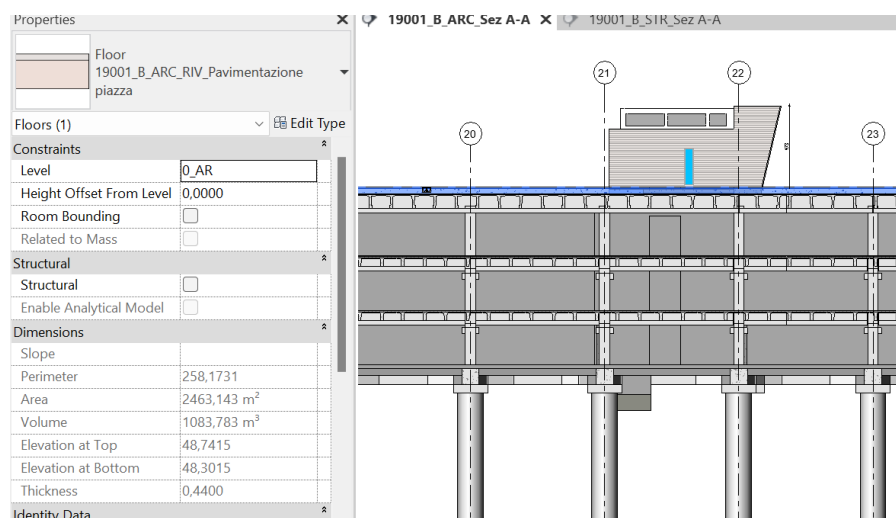 Properties
19001_B_ARC_Sez A-A
19001_B_STR_Sez A-A
Floor
19001_B_ARC_RIV_Pavimentazione
piazza
Floors (1)
Edit Type
Constraints
Level 0_AR
Height Offset From Level 0,0000
Room Bounding
Related to Mass
Structural
Structural
Enable Analytical Model
Dimensions
Slope
Perimeter 258,1731
Area 2463,143 m²
Volume 1083,783 m³
Elevation at Top 48,7415
Elevation at Bottom 48,3015
Thickness 0,4400
Identity Data
21
22
20
23